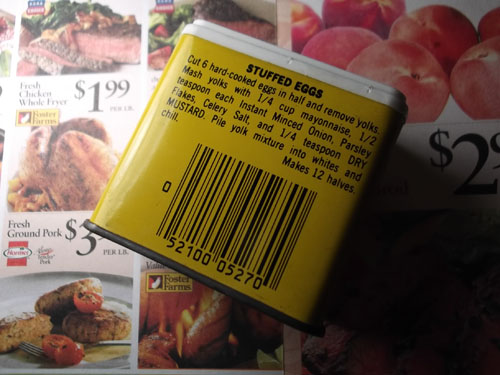 Fresh
Chicken
Whole Fryer
$1.99
PER LB.
Foster
Farms
Fresh
Ground Pork
$3
PER LB.
Hormel
Pork
Foster
Farms
$2
STUFFED EGGS
Cut 6 hard-cooked eggs in half and remove yolks.
Mash yolks with 1/4 cup mayonnaise, 1/2
teaspoon each Instant Minced Onion, Parsley
Flakes, Celery Salt, and 1/4 teaspoon DRY
MUSTARD. Pile yolk mixture into whites and
chill.
Makes 12 halves.
0
52100 05270